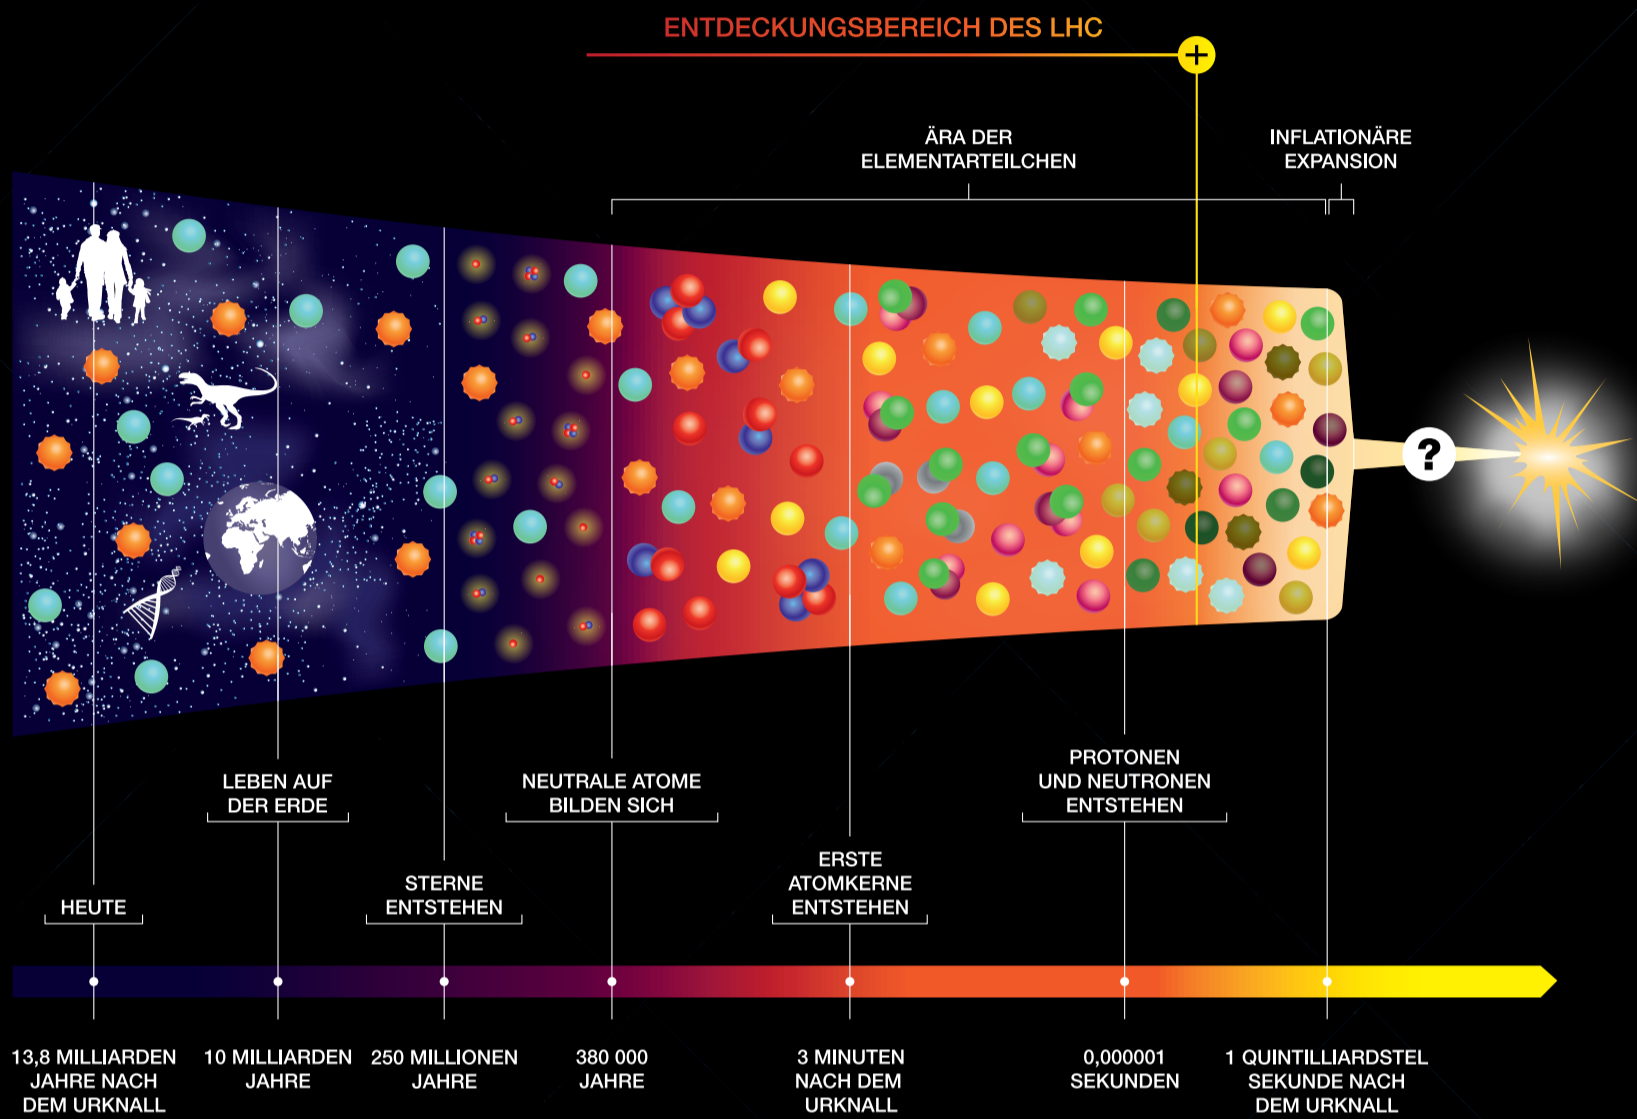 ENTDECKUNGSBEREICH DES LHC
+
ÄRA DER
ELEMENTARTEILCHEN
INFLATIONÄRE
EXPANSION
?
LEBEN AUF
DER ERDE
NEUTRALE ATOME
BILDEN SICH
PROTONEN
UND NEUTRONEN
ENTSTEHEN
HEUTE
STERNE
ENTSTEHEN
ERSTE
ATOMKERNE
ENTSTEHEN
13,8 MILLIARDEN
JAHRE NACH
DEM URKNALL
10 MILLIARDEN
JAHRE
250 MILLIONEN
JAHRE
380 000
JAHRE
3 MINUTEN
NACH DEM
URKNALL
0,000001
SEKUNDEN
1 QUINTILLIARDSTEL
SEKUNDE NACH
DEM URKNALL